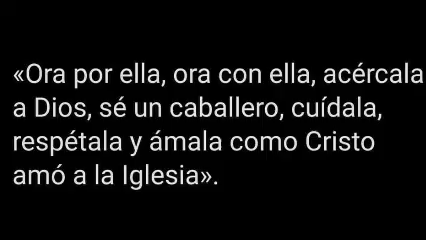 «Ora por ella, ora con ella, acércala
a Dios, sé un caballero, cuídala,
respétala y ámala como Cristo
amó a la Iglesia».